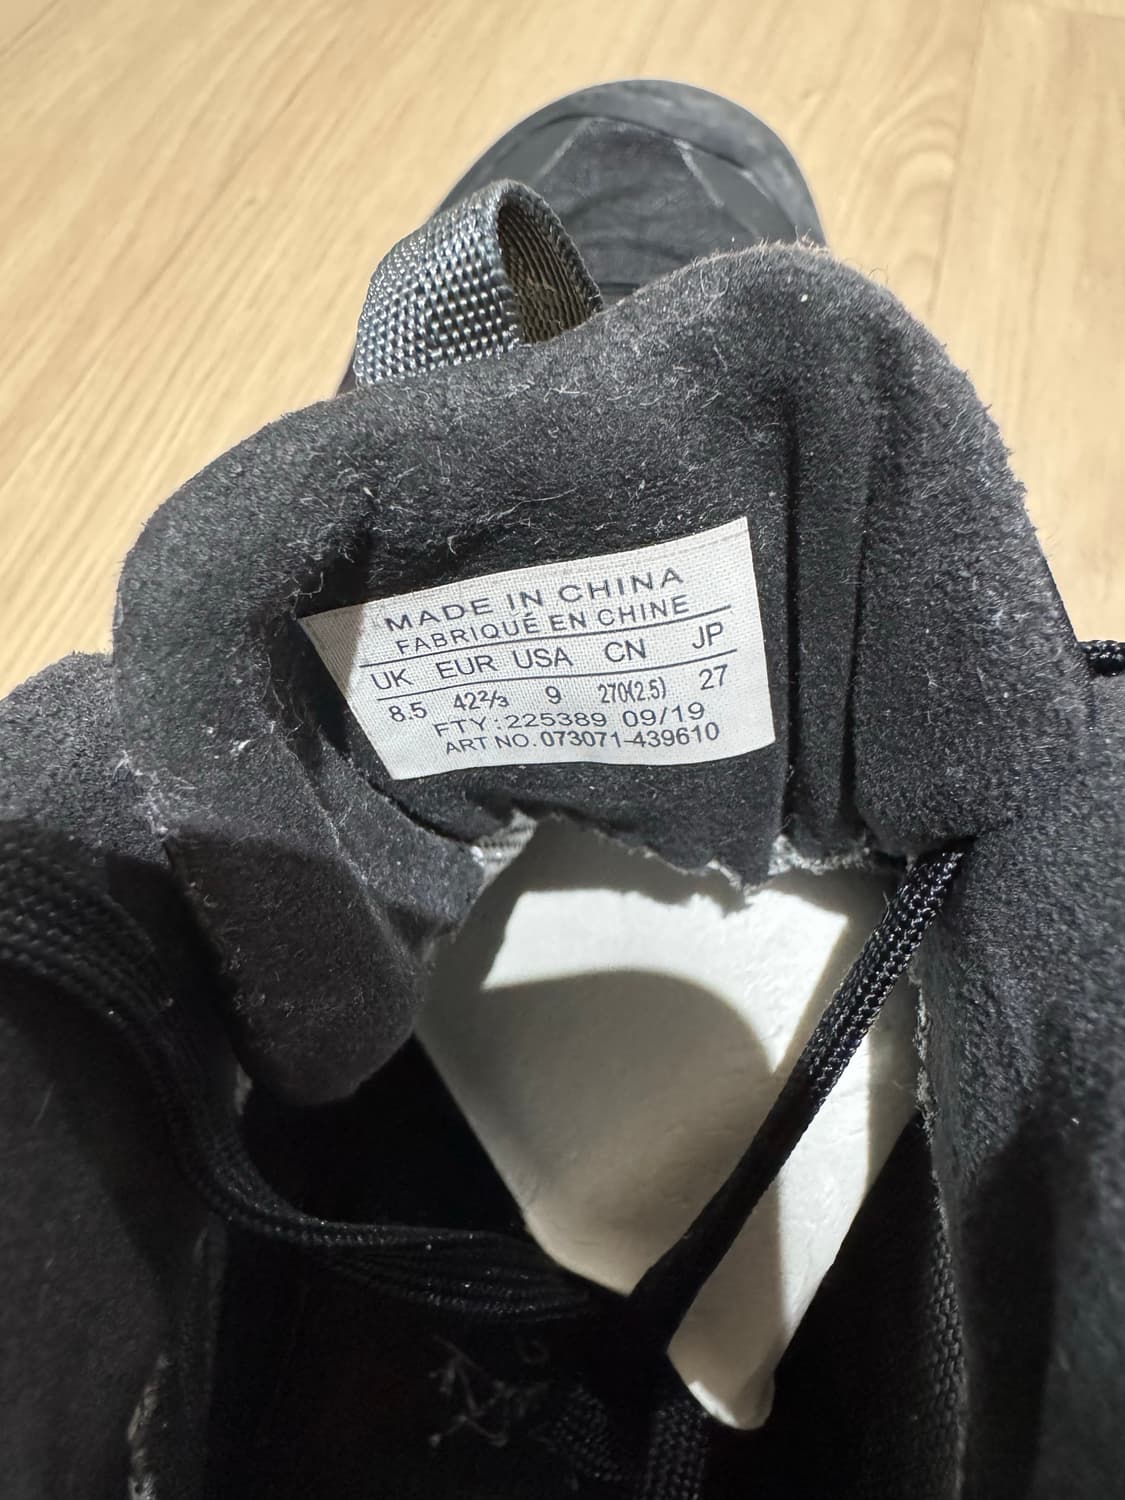 MADE IN CHINA
FABRIQUÉ EN CHINE
UK EUR USA CN JP
8.5 42⅔ 9 270(2.5) 27
FTY:225389 09/19
ART NO.073071-439610